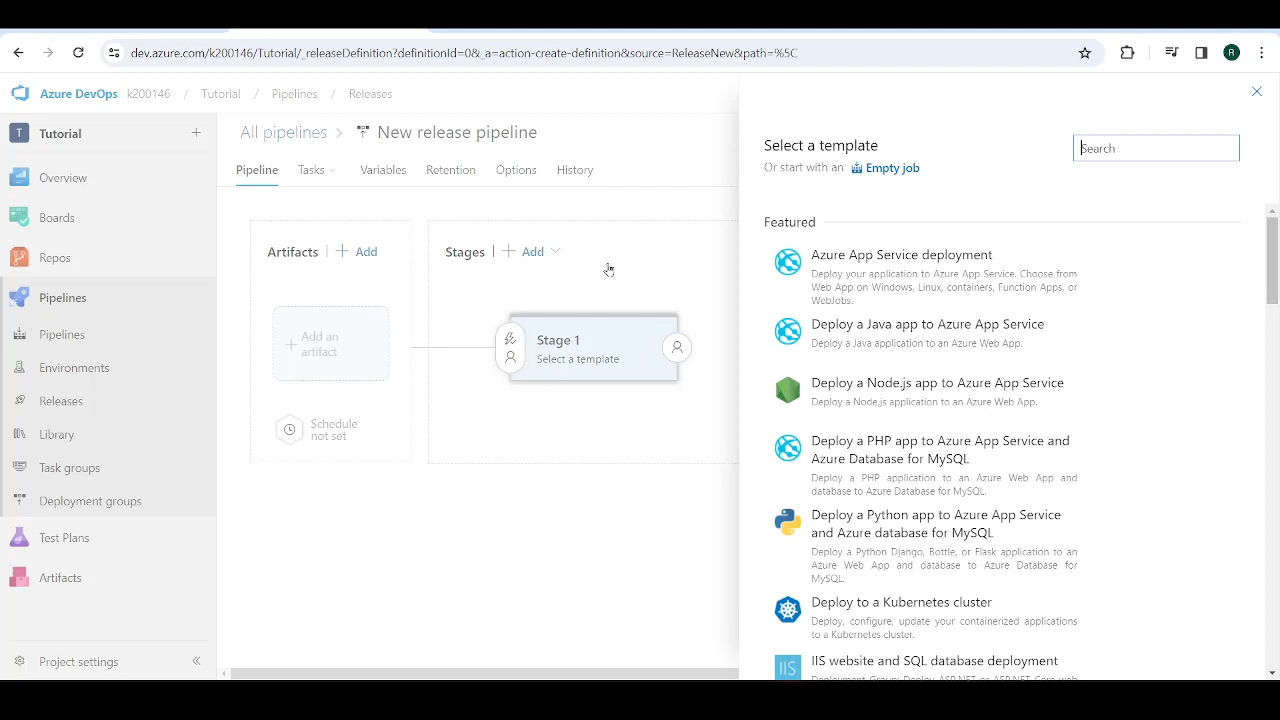 dev.azure.com/k200146/Tutorial/_releaseDefinition?definitionId=0&_a=action-create-definition&source=ReleaseNew&path=%5C
R
Azure DevOps k200146 / Tutorial / Pipelines / Releases
T Tutorial +
Overview
Boards
Repos
Pipelines
Pipelines
Environments
Releases
Library
Task groups
Deployment groups
Test Plans
Artifacts
Project settings
All pipelines > New release pipeline
Pipeline Tasks Variables Retention Options History
Artifacts | + Add
Stages | + Add
+ Add an
artifact
Schedule
not set
Stage 1
Select a template
Select a template
Or start with an Empty job
Search
Featured
Azure App Service deployment
Deploy your application to Azure App Service. Choose from
Web App on Windows, Linux, containers, Function Apps, or
WebJobs.
Deploy a Java app to Azure App Service
Deploy a Java application to an Azure Web App.
Deploy a Node.js app to Azure App Service
Deploy a Node.js application to an Azure Web App.
Deploy a PHP app to Azure App Service and
Azure Database for MySQL
Deploy a PHP application to an Azure Web App and
database to Azure Database for MySQL.
Deploy a Python app to Azure App Service
and Azure database for MySQL
Deploy a Python Django, Bottle, or Flask application to an
Azure Web App and database to Azure Database for
MySQL.
Deploy to a Kubernetes cluster
Deploy, configure, update your containerized applications
to a Kubernetes cluster.
IIS
IIS website and SQL database deployment
Deployment Group: Deploy ASP.NET or ASP.NET Core web